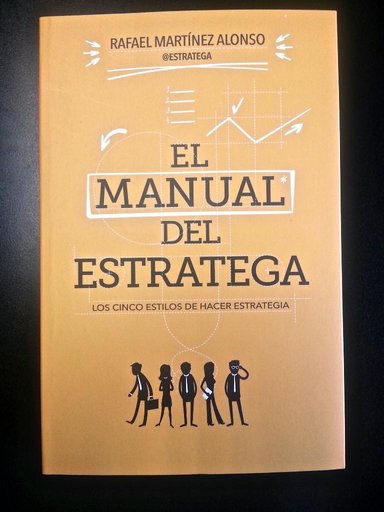 RAFAEL MARTÍNEZ ALONSO
@ESTRATEGA
EL
MANUAL*
DEL
ESTRATEGA
LOS CINCO ESTILOS DE HACER ESTRATEGIA